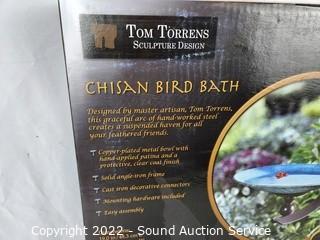 TOM TORRENS
SCULPTURE DESIGN
CHISAN BIRD BATH
Designed by master artisan, Tom Torrens,
this graceful arc of hand-worked steel
creates a suspended haven for all
your feathered friends.
Copper-plated metal bowl with
hand-applied patina and a
protective, clear coat finish
Solid angle-iron frame
Cast iron decorative connectors
Mounting hardware included
Easy assembly
Copyright 2022 - Sound Auction Service